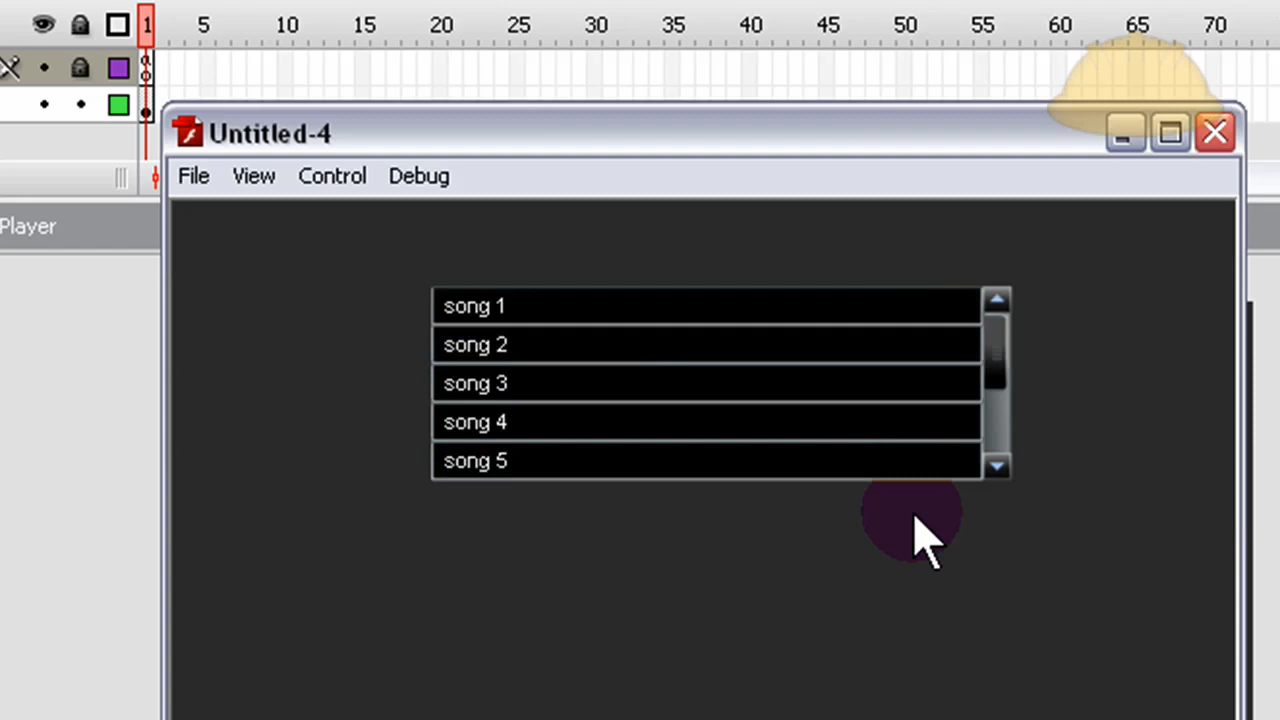 1 5 10 15 20 25 30 35 40 45 50 55 60 65 70
Untitled-4
File View Control Debug
Player
song 1
song 2
song 3
song 4
song 5